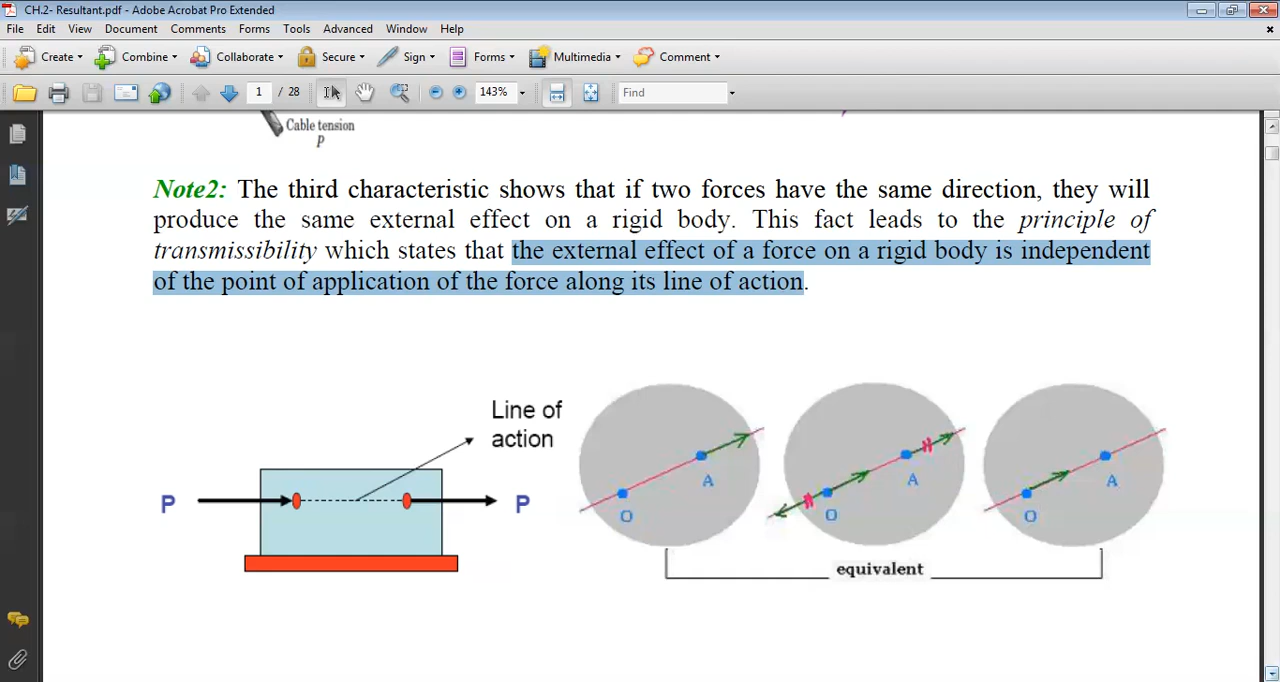 CH.2- Resultant.pdf - Adobe Acrobat Pro Extended
File Edit View Document Comments Forms Tools Advanced Window Help
Create Combine Collaborate Secure Sign Forms Multimedia Comment
1 / 28 143% Find
Cable tension
p
Note2: The third characteristic shows that if two forces have the same direction, they will
produce the same external effect on a rigid body. This fact leads to the principle of
transmissibility which states that the external effect of a force on a rigid body is independent
of the point of application of the force along its line of action.
Line of
action
P P
A O
A O
A O
equivalent